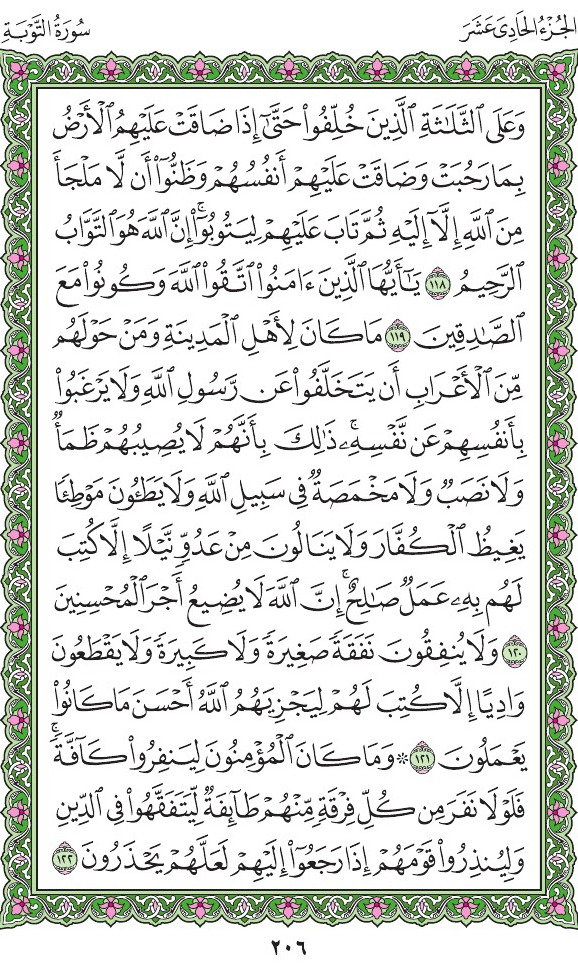 الجُزْءُ الحَادِيَ عَشَرَ
سُورَةُ التَّوْبَةِ
وَعَلَى ٱلثَّلَـٰثَةِ ٱلَّذِينَ خُلِّفُوا۟ حَتَّىٰٓ إِذَا ضَاقَتْ عَلَيْهِمُ ٱلْأَرْضُ
بِمَا رَحُبَتْ وَضَاقَتْ عَلَيْهِمْ أَنفُسُهُمْ وَظَنُّوٓا۟ أَن لَّا مَلْجَأَ
مِنَ ٱللَّهِ إِلَّآ إِلَيْهِ ثُمَّ تَابَ عَلَيْهِمْ لِيَتُوبُوٓا۟ ۚ إِنَّ ٱللَّهَ هُوَ ٱلتَّوَّابُ
ٱلرَّحِيمُ ١١٨ يَـٰٓأَيُّهَا ٱلَّذِينَ ءَامَنُوا۟ ٱتَّقُوا۟ ٱللَّهَ وَكُونُوا۟ مَعَ
ٱلصَّـٰدِقِينَ ١١٩ مَا كَانَ لِأَهْلِ ٱلْمَدِينَةِ وَمَنْ حَوْلَهُم
مِّنَ ٱلْأَعْرَابِ أَن يَتَخَلَّفُوا۟ عَن رَّسُولِ ٱللَّهِ وَلَا يَرْغَبُوا۟
بِأَنفُسِهِمْ عَن نَّفْسِهِۦ ۚ ذَٰلِكَ بِأَنَّهُمْ لَا يُصِيبُهُمْ ظَمَأٌ
وَلَا نَصَبٌ وَلَا مَخْمَصَةٌ فِى سَبِيلِ ٱللَّهِ وَلَا يَطَـُٔونَ مَوْطِئًا
يَغِيظُ ٱلْكُفَّارَ وَلَا يَنَالُونَ مِنْ عَدُوٍّ نَّيْلًا إِلَّا كُتِبَ
لَهُم بِهِۦ عَمَلٌ صَـٰلِحٌ ۚ إِنَّ ٱللَّهَ لَا يُضِيعُ أَجْرَ ٱلْمُحْسِنِينَ
١٢٠ وَلَا يُنفِقُونَ نَفَقَةً صَغِيرَةً وَلَا كَبِيرَةً وَلَا يَقْطَعُونَ
وَادِيًا إِلَّا كُتِبَ لَهُمْ لِيَجْزِيَهُمُ ٱللَّهُ أَحْسَنَ مَا كَانُوا۟
يَعْمَلُونَ ١٢١ ۞ وَمَا كَانَ ٱلْمُؤْمِنُونَ لِيَنفِرُوا۟ كَآفَّةً ۚ
فَلَوْلَا نَفَرَ مِن كُلِّ فِرْقَةٍ مِّنْهُمْ طَآئِفَةٌ لِّيَتَفَقَّهُوا۟ فِى ٱلدِّينِ
وَلِيُنذِرُوا۟ قَوْمَهُمْ إِذَا رَجَعُوٓا۟ إِلَيْهِمْ لَعَلَّهُمْ يَحْذَرُونَ ١٢٢
٢٠٦